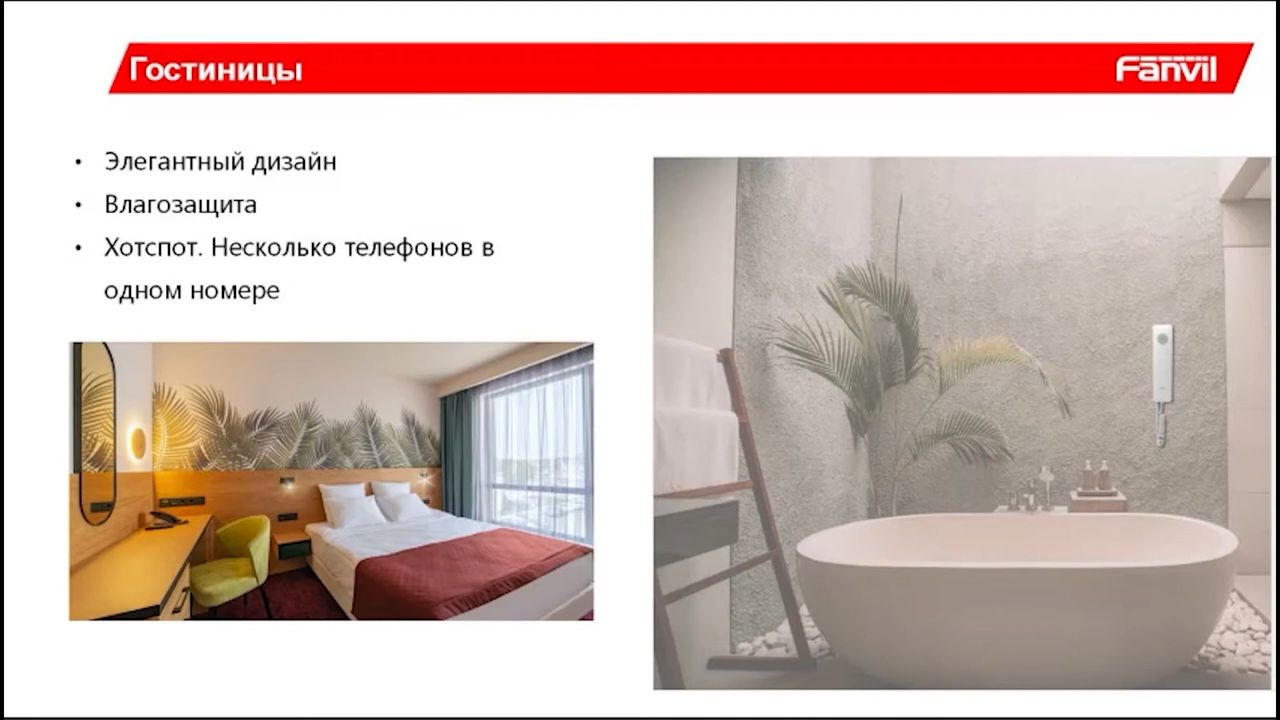 Гостиницы
Fanvil
• Элегантный дизайн
• Влагозащита
• Хотспот. Несколько телефонов в
одном номере